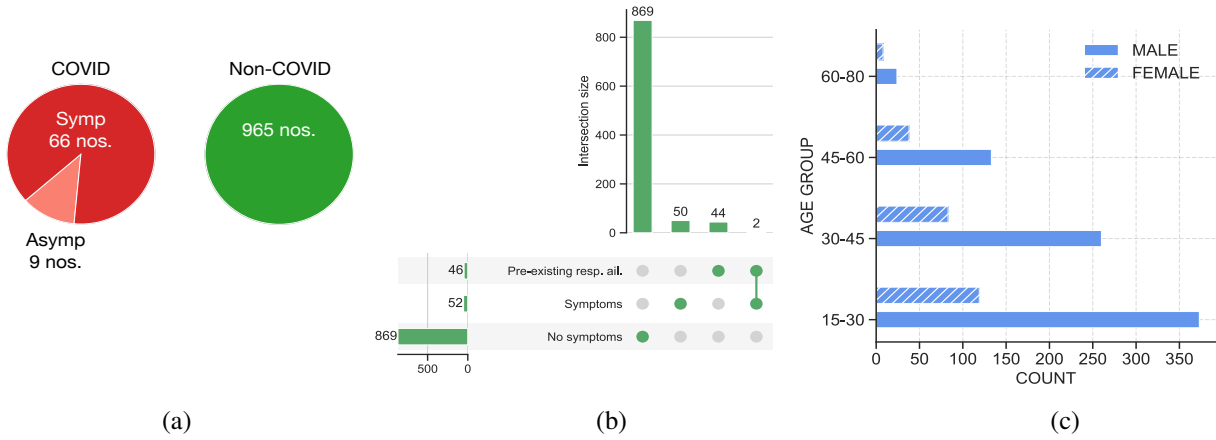 COVID
Non-COVID
Symp
66 nos.
965 nos.
Asymp
9 nos.
(a)
869
800
600
400
200
0
Intersection size
50
44
2
46
Pre-existing resp. ail.
52
Symptoms
869
No symptoms
500
0
(b)
MALE
FEMALE
60-80
45-60
30-45
15-30
AGE GROUP
0
50
100
150
200
250
300
350
COUNT
(c)